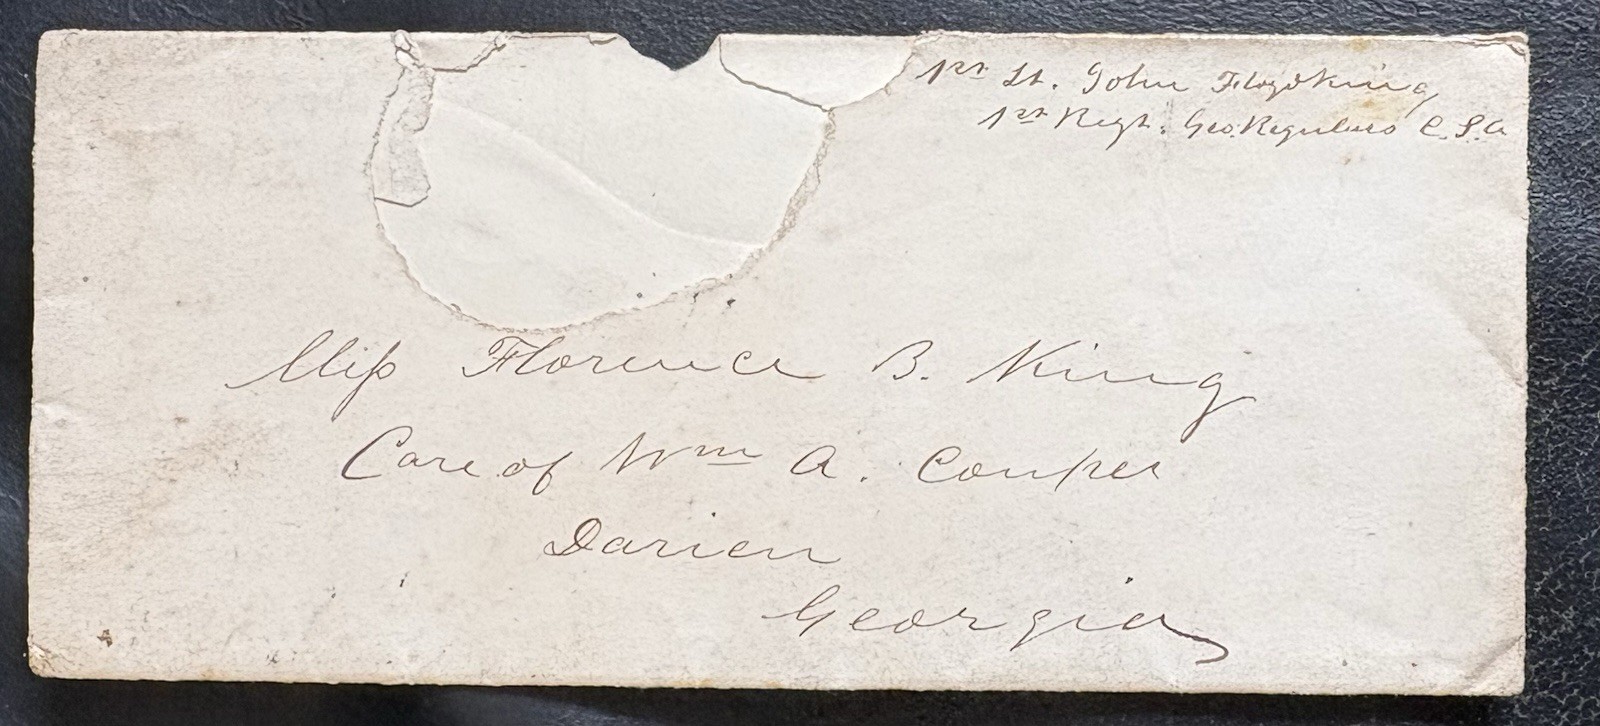 1st Lt. John Floyd King
1st Regt. Geo. Regulars C.S.A
Miss Florence B. King
Care of Wm A. Couper
Darien
Georgia